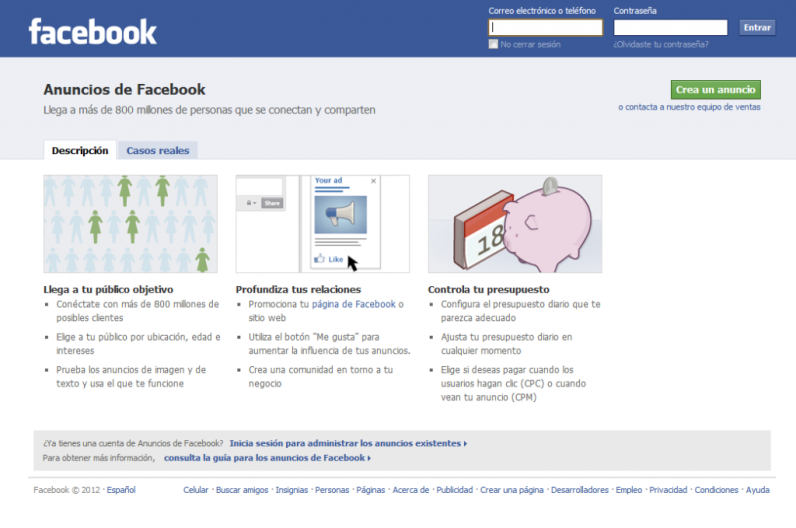 Correo electrónico o teléfono
Contraseña
facebook
Entrar
No cerrar sesión
¿Olvidaste tu contraseña?
Anuncios de Facebook
Crea un anuncio
Llega a más de 800 millones de personas que se conectan y comparten
o contacta a nuestro equipo de ventas
Descripción
Casos reales
Your ad
Share
Like
18
Llega a tu público objetivo
Conéctate con más de 800 millones de
posibles clientes
Elige a tu público por ubicación, edad e
intereses
Prueba los anuncios de imagen y de
texto y usa el que te funcione
Profundiza tus relaciones
Promociona tu página de Facebook o
sitio web
Utiliza el botón "Me gusta" para
aumentar la influencia de tus anuncios.
Crea una comunidad en torno a tu
negocio
Controla tu presupuesto
Configura el presupuesto diario que te
parezca adecuado
Ajusta tu presupuesto diario en
cualquier momento
Elige si deseas pagar cuando los
usuarios hagan clic (CPC) o cuando
vean tu anuncio (CPM)
¿Ya tienes una cuenta de Anuncios de Facebook? Inicia sesión para administrar los anuncios existentes
Para obtener más información, consulta la guía para los anuncios de Facebook
Facebook © 2012 · Español
Celular · Buscar amigos · Insignias · Personas · Páginas · Acerca de · Publicidad · Crear una página · Desarrolladores · Empleo · Privacidad · Condiciones · Ayuda